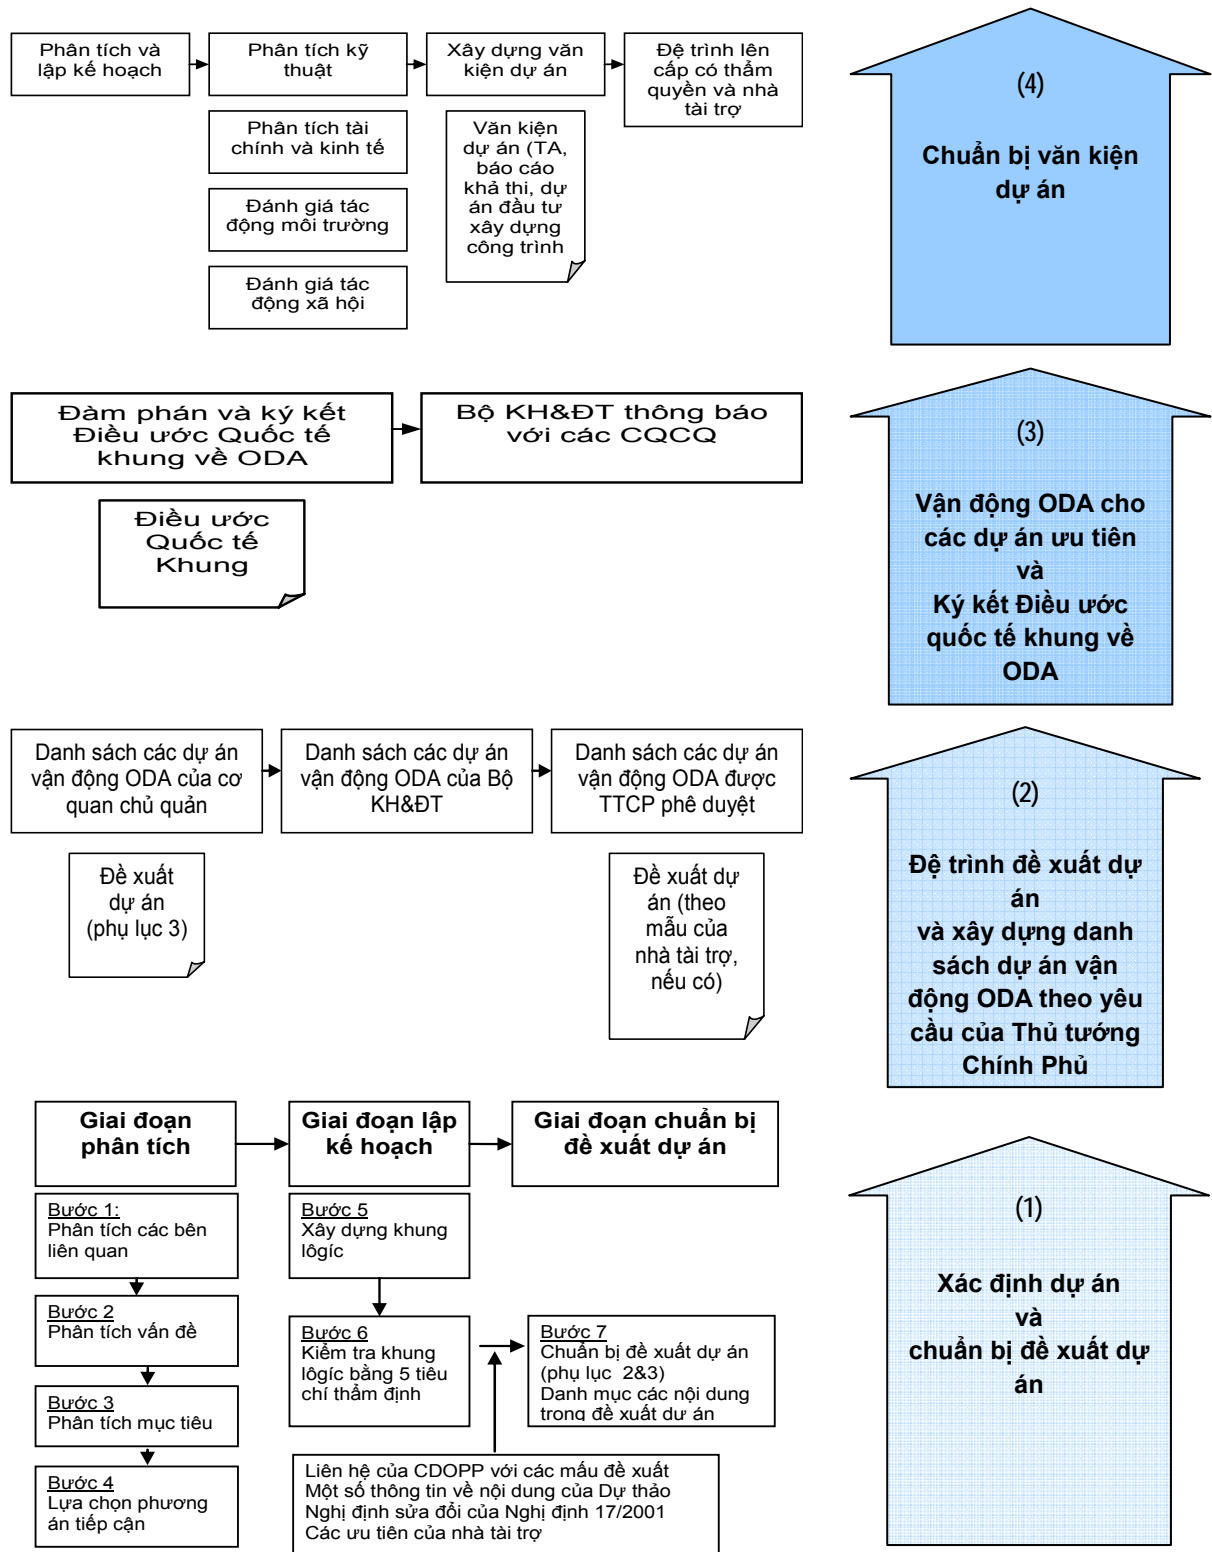 Phân tích và
lập kế hoạch
Phân tích kỹ
thuật
Xây dựng văn
kiện dự án
Đệ trình lên
cấp có thẩm
quyền và nhà
tài trợ
Phân tích tài
chính và kinh tế
Đánh giá tác
động môi trường
Đánh giá tác
động xã hội
Văn kiện
dự án (TA,
báo cáo
khả thi, dự
án đầu tư
xây dựng
công trình
(4)
Chuẩn bị văn kiện
dự án
Đàm phán và ký kết
Điều ước Quốc tế
khung về ODA
Bộ KH&ĐT thông báo
với các CQCQ
Điều ước
Quốc tế
Khung
(3)
Vận động ODA cho
các dự án ưu tiên
và
Ký kết Điều ước
quốc tế khung về
ODA
Danh sách các dự án
vận động ODA của cơ
quan chủ quản
Danh sách các dự án
vận động ODA của Bộ
KH&ĐT
Danh sách các dự án
vận động ODA được
TTCP phê duyệt
Đề xuất
dự án
(phụ lục 3)
Đề xuất dự
án (theo
mẫu của
nhà tài trợ,
nếu có)
(2)
Đệ trình đề xuất dự
án
và xây dựng danh
sách dự án vận
động ODA theo yêu
cầu của Thủ tướng
Chính Phủ
Giai đoạn
phân tích
Giai đoạn lập
kế hoạch
Giai đoạn chuẩn bị
đề xuất dự án
Bước 1:
Phân tích các bên
liên quan
Bước 2
Phân tích vấn đề
Bước 3
Phân tích mục tiêu
Bước 4
Lựa chọn phương
án tiếp cận
Bước 5
Xây dựng khung
lôgíc
Bước 6
Kiểm tra khung
lôgíc bằng 5 tiêu
chí thẩm định
Bước 7
Chuẩn bị đề xuất dự án
(phụ lục 2&3)
Danh mục các nội dung
trong đề xuất dự án
Liên hệ của CDOPP với các mẫu đề xuất
Một số thông tin về nội dung của Dự thảo
Nghị định sửa đổi của Nghị định 17/2001
Các ưu tiên của nhà tài trợ
(1)
Xác định dự án
và
chuẩn bị đề xuất dự
án